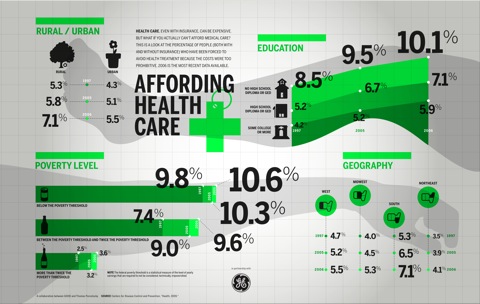 RURAL / URBAN
RURAL
URBAN
1997
5.3%
4.3%
5.8%
5.1%
7.1%
5.5%
HEALTH CARE. EVEN WITH INSURANCE, CAN BE EXPENSIVE.
BUT WHAT IF YOU ACTUALLY CAN'T AFFORD MEDICAL CARE?
THIS IS A LOOK AT THE PERCENTAGE OF PEOPLE (BOTH WITH
AND WITHOUT INSURANCE) WHO HAVE BEEN FORCED TO
AVOID HEALTH TREATMENT BECAUSE THE COSTS WERE TOO
PROHIBITIVE. 2006 IS THE MOST RECENT DATA AVAILABLE.
AFFORDING
HEALTH
CARE
EDUCATION
NO HIGH SCHOOL
DIPLOMA OR GED
HIGH SCHOOL
DIPLOMA OR GED
SOME COLLEGE
OR MORE
8.5%
9.5%
10.1%
5.2%
6.7%
7.1%
4.2%
5.2%
5.9%
1997
2006
POVERTY LEVEL
9.8%
10.6%
BELOW THE POVERTY THRESHOLD
7.4%
10.3%
BETWEEN THE POVERTY THRESHOLD AND TWICE THE POVERTY THRESHOLD
9.0%
9.6%
2.5%
3.6%
MORE THAN TWICE THE
POVERTY THRESHOLD
3.2%
GEOGRAPHY
WEST
MIDWEST
SOUTH
NORTHEAST
1997
4.7%
4.0%
5.3%
3.5%
5.2%
4.5%
6.5%
3.9%
2006
5.5%
5.3%
7.1%
4.1%
GE